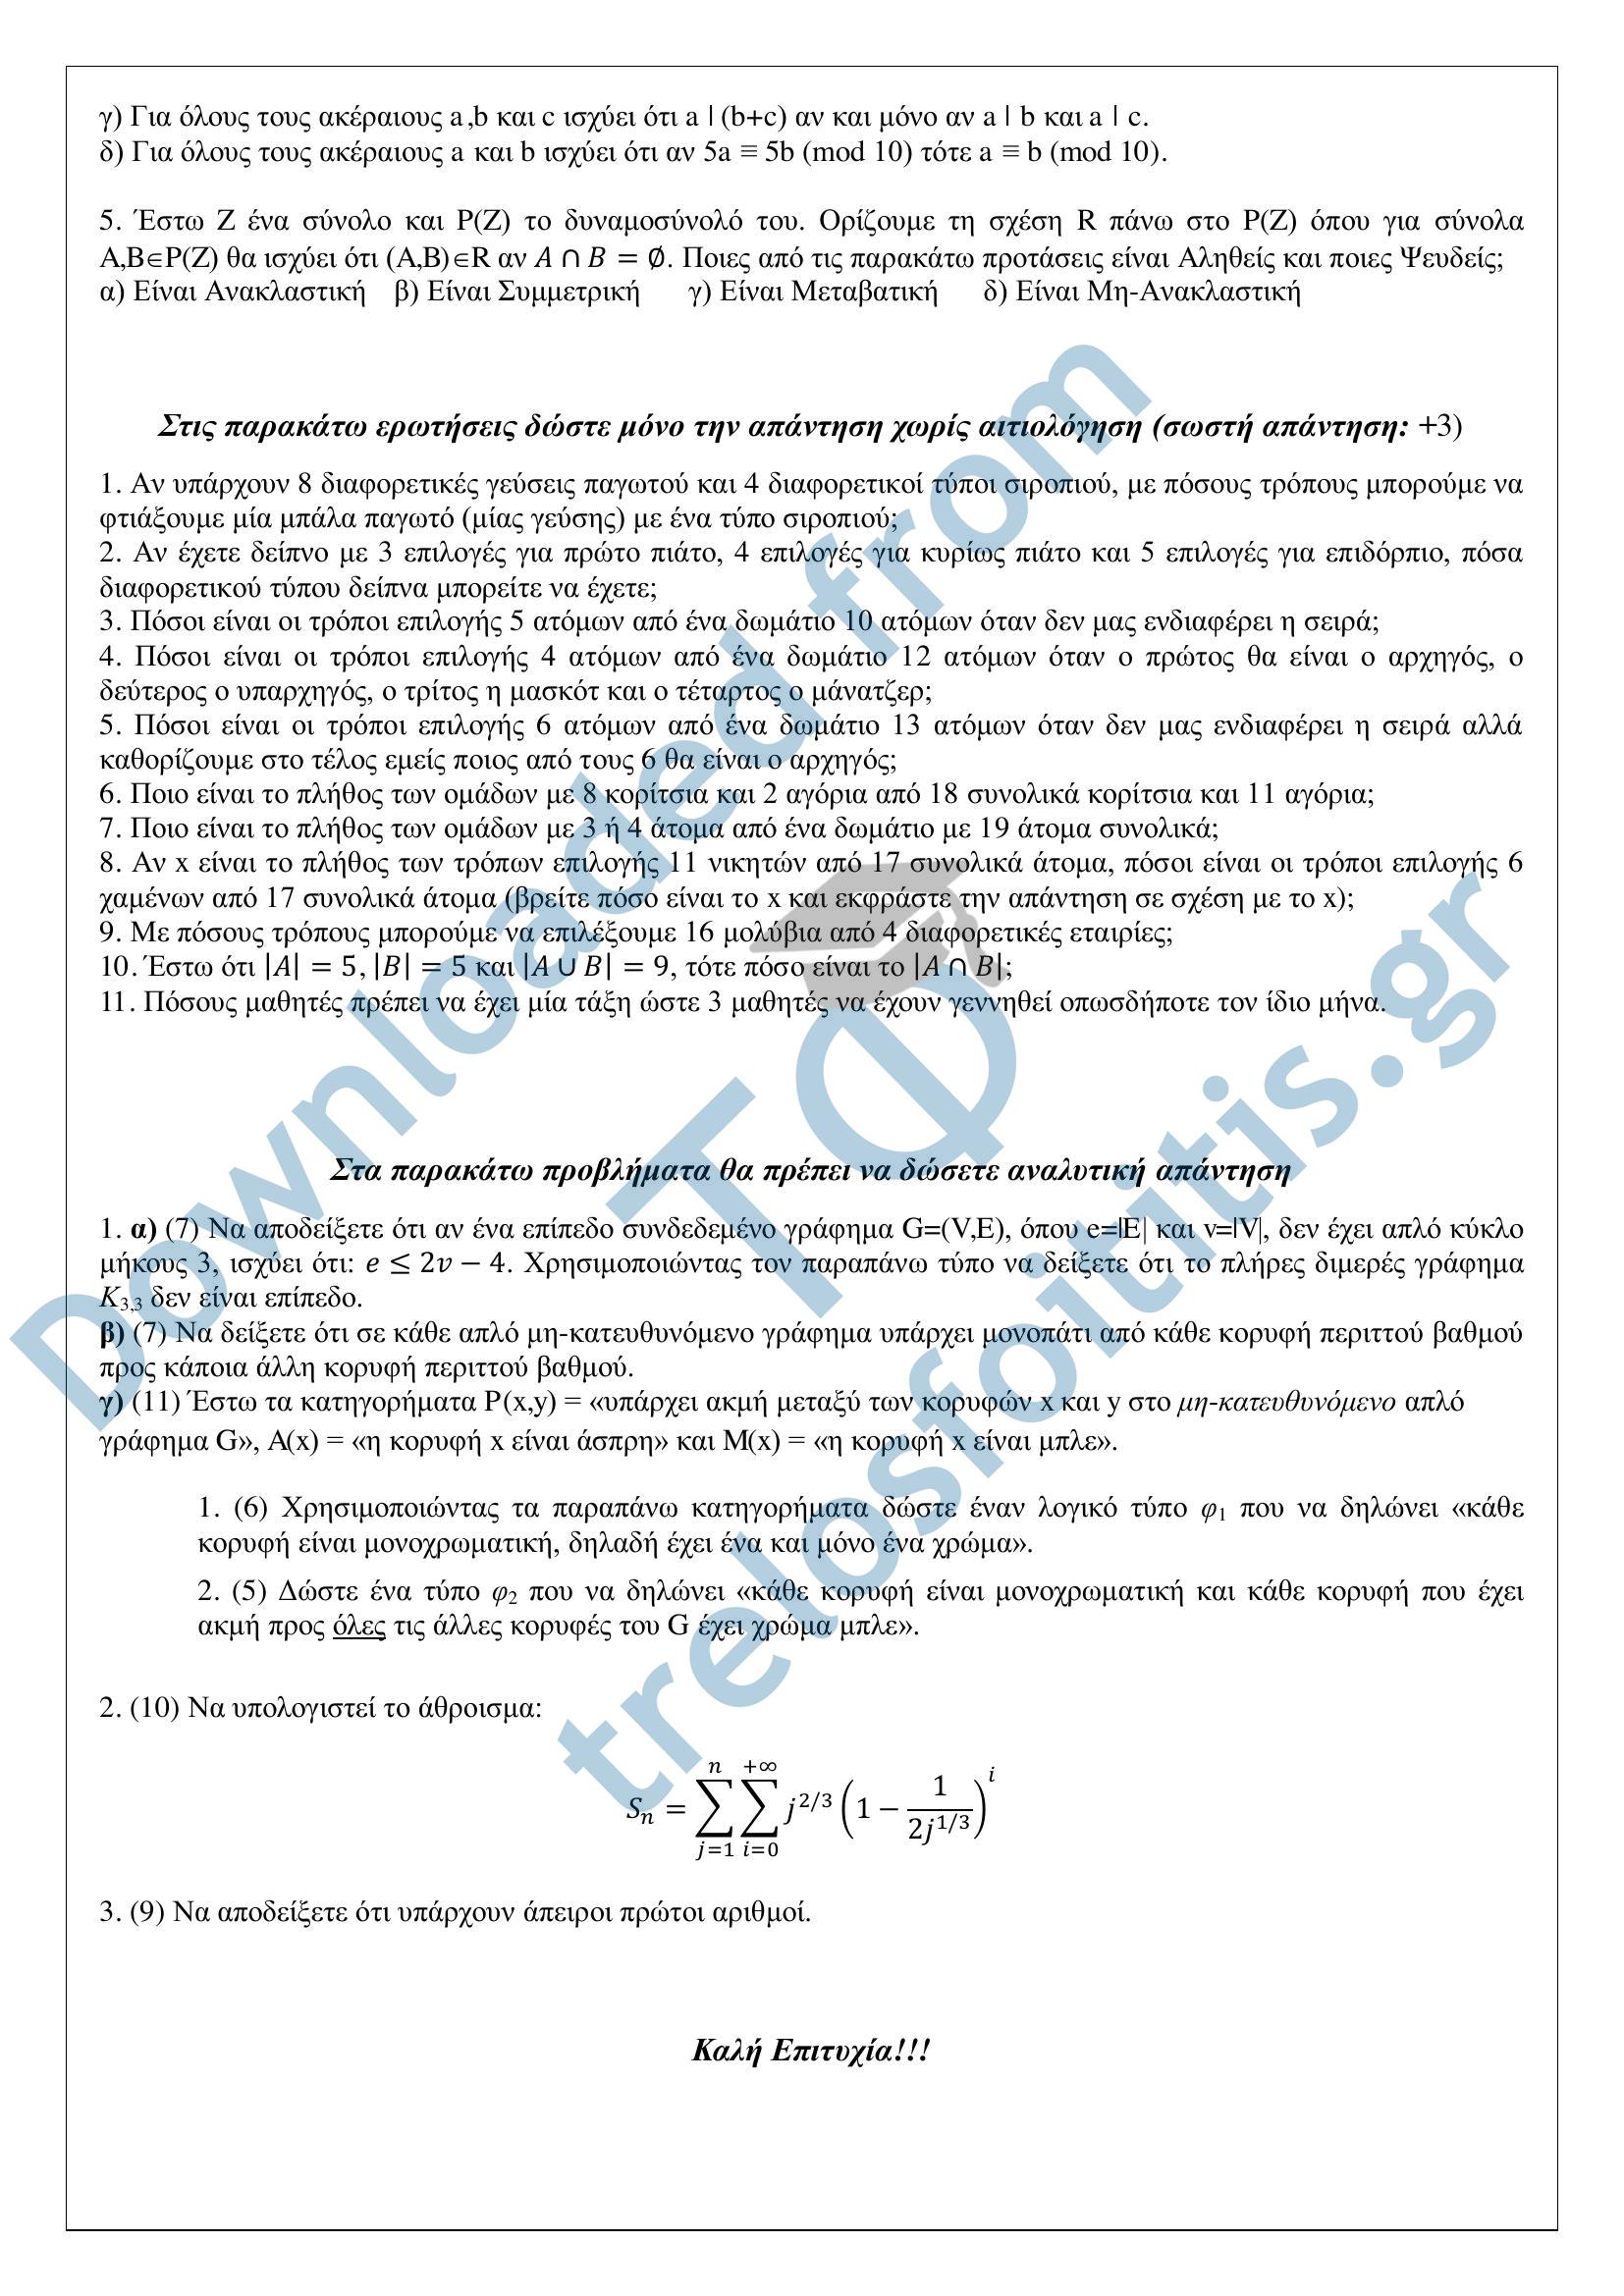 γ) Για όλους τους ακέραιους a,b και c ισχύει ότι a | (b+c) αν και μόνο αν a | b και a | c.
δ) Για όλους τους ακέραιους a και b ισχύει ότι αν 5a ≡ 5b (mod 10) τότε a ≡ b (mod 10).
5. Έστω Ζ ένα σύνολο και P(Z) το δυναμοσύνολό του. Ορίζουμε τη σχέση R πάνω στο P(Z) όπου για σύνολα
Α,Β∈P(Z) θα ισχύει ότι (Α,Β)∈R αν A ∩ B = ∅. Ποιες από τις παρακάτω προτάσεις είναι Αληθείς και ποιες Ψευδείς;
α) Είναι Ανακλαστική β) Είναι Συμμετρική γ) Είναι Μεταβατική δ) Είναι Μη-Ανακλαστική
Στις παρακάτω ερωτήσεις δώστε μόνο την απάντηση χωρίς αιτιολόγηση (σωστή απάντηση: +3)
1. Αν υπάρχουν 8 διαφορετικές γεύσεις παγωτού και 4 διαφορετικοί τύποι σιροπιού, με πόσους τρόπους μπορούμε να
φτιάξουμε μία μπάλα παγωτό (μίας γεύσης) με ένα τύπο σιροπιού;
2. Αν έχετε δείπνο με 3 επιλογές για πρώτο πιάτο, 4 επιλογές για κυρίως πιάτο και 5 επιλογές για επιδόρπιο, πόσα
διαφορετικού τύπου δείπνα μπορείτε να έχετε;
3. Πόσοι είναι οι τρόποι επιλογής 5 ατόμων από ένα δωμάτιο 10 ατόμων όταν δεν μας ενδιαφέρει η σειρά;
4. Πόσοι είναι οι τρόποι επιλογής 4 ατόμων από ένα δωμάτιο 12 ατόμων όταν ο πρώτος θα είναι ο αρχηγός, ο
δεύτερος ο υπαρχηγός, ο τρίτος η μασκότ και ο τέταρτος ο μάνατζερ;
5. Πόσοι είναι οι τρόποι επιλογής 6 ατόμων από ένα δωμάτιο 13 ατόμων όταν δεν μας ενδιαφέρει η σειρά αλλά
καθορίζουμε στο τέλος εμείς ποιος από τους 6 θα είναι ο αρχηγός;
6. Ποιο είναι το πλήθος των ομάδων με 8 κορίτσια και 2 αγόρια από 18 συνολικά κορίτσια και 11 αγόρια;
7. Ποιο είναι το πλήθος των ομάδων με 3 ή 4 άτομα από ένα δωμάτιο με 19 άτομα συνολικά;
8. Αν x είναι το πλήθος των τρόπων επιλογής 11 νικητών από 17 συνολικά άτομα, πόσοι είναι οι τρόποι επιλογής 6
χαμένων από 17 συνολικά άτομα (βρείτε πόσο είναι το x και εκφράστε την απάντηση σε σχέση με το x);
9. Με πόσους τρόπους μπορούμε να επιλέξουμε 16 μολύβια από 4 διαφορετικές εταιρίες;
10. Έστω ότι |A| = 5, |B| = 5 και |A ∪ B| = 9, τότε πόσο είναι το |A ∩ B|;
11. Πόσους μαθητές πρέπει να έχει μία τάξη ώστε 3 μαθητές να έχουν γεννηθεί οπωσδήποτε τον ίδιο μήνα.
Στα παρακάτω προβλήματα θα πρέπει να δώσετε αναλυτική απάντηση
1. α) (7) Να αποδείξετε ότι αν ένα επίπεδο συνδεδεμένο γράφημα G=(V,E), όπου e=|E| και v=|V|, δεν έχει απλό κύκλο
μήκους 3, ισχύει ότι: e ≤ 2v − 4. Χρησιμοποιώντας τον παραπάνω τύπο να δείξετε ότι το πλήρες διμερές γράφημα
K3,3 δεν είναι επίπεδο.
β) (7) Να δείξετε ότι σε κάθε απλό μη-κατευθυνόμενο γράφημα υπάρχει μονοπάτι από κάθε κορυφή περιττού βαθμού
προς κάποια άλλη κορυφή περιττού βαθμού.
γ) (11) Έστω τα κατηγορήματα P(x,y) = «υπάρχει ακμή μεταξύ των κορυφών x και y στο μη-κατευθυνόμενο απλό
γράφημα G», A(x) = «η κορυφή x είναι άσπρη» και M(x) = «η κορυφή x είναι μπλε».
1. (6) Χρησιμοποιώντας τα παραπάνω κατηγορήματα δώστε έναν λογικό τύπο φ1 που να δηλώνει «κάθε
κορυφή είναι μονοχρωματική, δηλαδή έχει ένα και μόνο ένα χρώμα».
2. (5) Δώστε ένα τύπο φ2 που να δηλώνει «κάθε κορυφή είναι μονοχρωματική και κάθε κορυφή που έχει
ακμή προς όλες τις άλλες κορυφές του G έχει χρώμα μπλε».
2. (10) Να υπολογιστεί το άθροισμα:
S_n = ∑_{j=1}^{n} ∑_{i=0}^{+∞} j^{2/3} (1 − 1/(2j^{1/3}))^i
3. (9) Να αποδείξετε ότι υπάρχουν άπειροι πρώτοι αριθμοί.
Καλή Επιτυχία!!!
Downloaded from
ΤΦ
trelosfoititis.gr